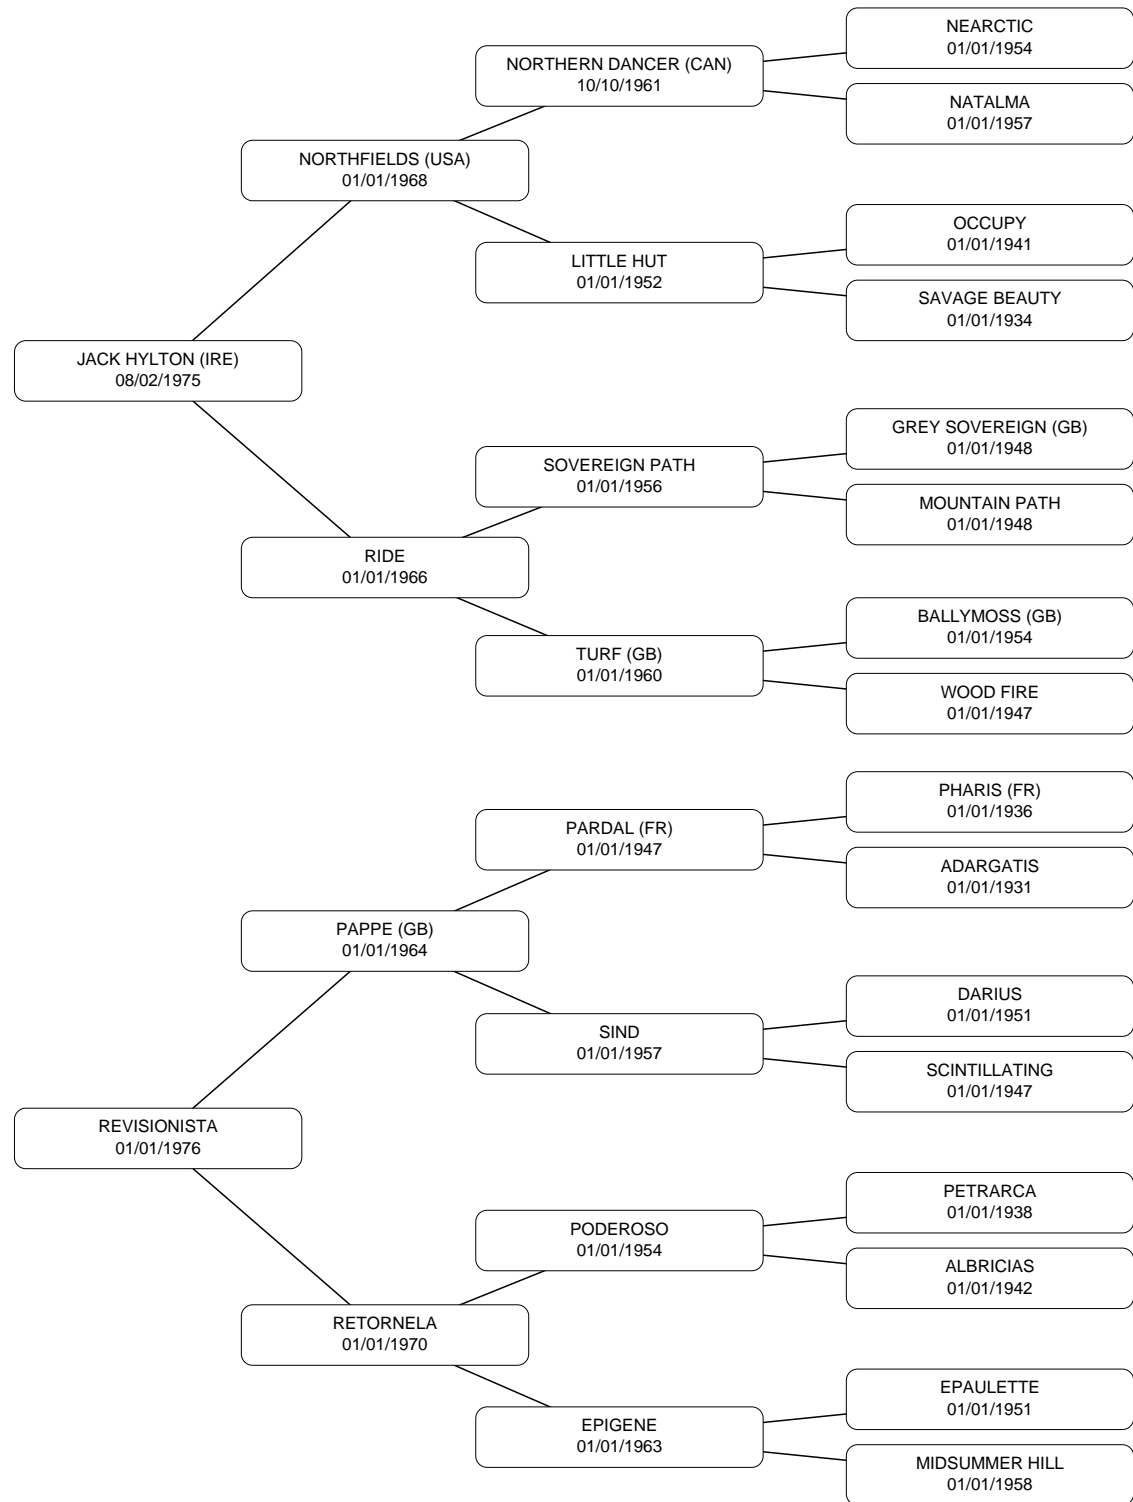 NEARCTIC
01/01/1954
NORTHERN DANCER (CAN)
10/10/1961
NATALMA
01/01/1957
NORTHFIELDS (USA)
01/01/1968
OCCUPY
01/01/1941
LITTLE HUT
01/01/1952
SAVAGE BEAUTY
01/01/1934
JACK HYLTON (IRE)
08/02/1975
GREY SOVEREIGN (GB)
01/01/1948
SOVEREIGN PATH
01/01/1956
MOUNTAIN PATH
01/01/1948
RIDE
01/01/1966
BALLYMOSS (GB)
01/01/1954
TURF (GB)
01/01/1960
WOOD FIRE
01/01/1947
PHARIS (FR)
01/01/1936
PARDAL (FR)
01/01/1947
ADARGATIS
01/01/1931
PAPPE (GB)
01/01/1964
DARIUS
01/01/1951
SIND
01/01/1957
SCINTILLATING
01/01/1947
REVISIONISTA
01/01/1976
PETRARCA
01/01/1938
PODEROSO
01/01/1954
ALBRICIAS
01/01/1942
RETORNELA
01/01/1970
EPAULETTE
01/01/1951
EPIGENE
01/01/1963
MIDSUMMER HILL
01/01/1958